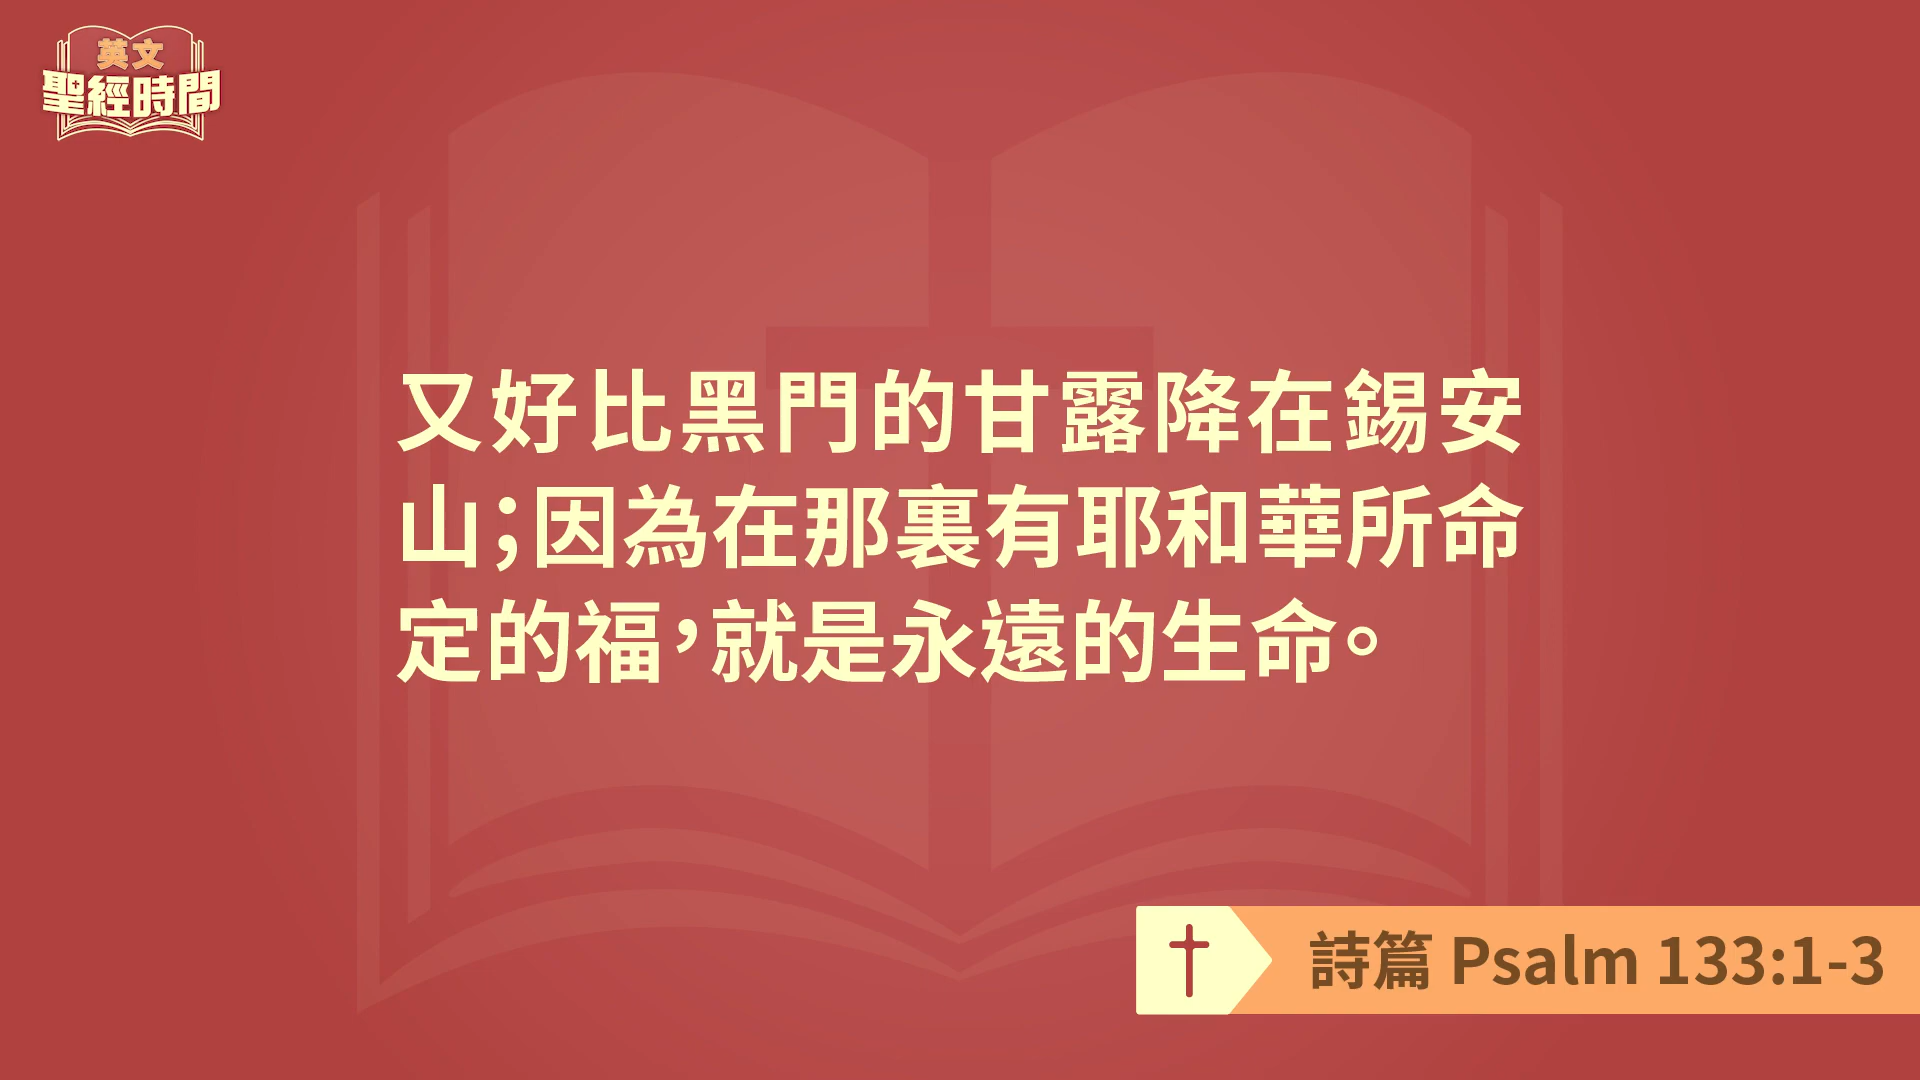 英文
聖經時間
又好比黑門的甘露降在錫安
山;因為在那裏有耶和華所命
定的福,就是永遠的生命。
詩篇 Psalm 133:1-3